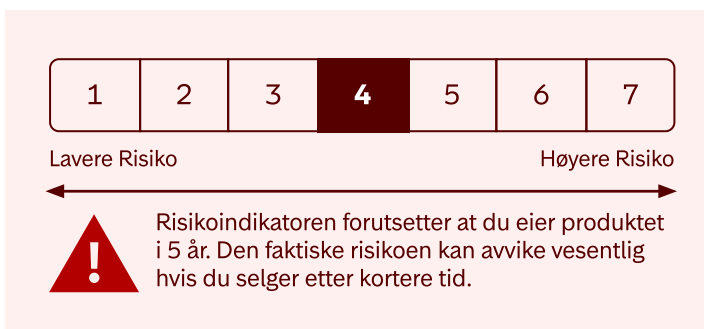 1 2 3 4 5 6 7
Lavere Risiko Høyere Risiko
!
Risikoindikatoren forutsetter at du eier produktet
i 5 år. Den faktiske risikoen kan avvike vesentlig
hvis du selger etter kortere tid.